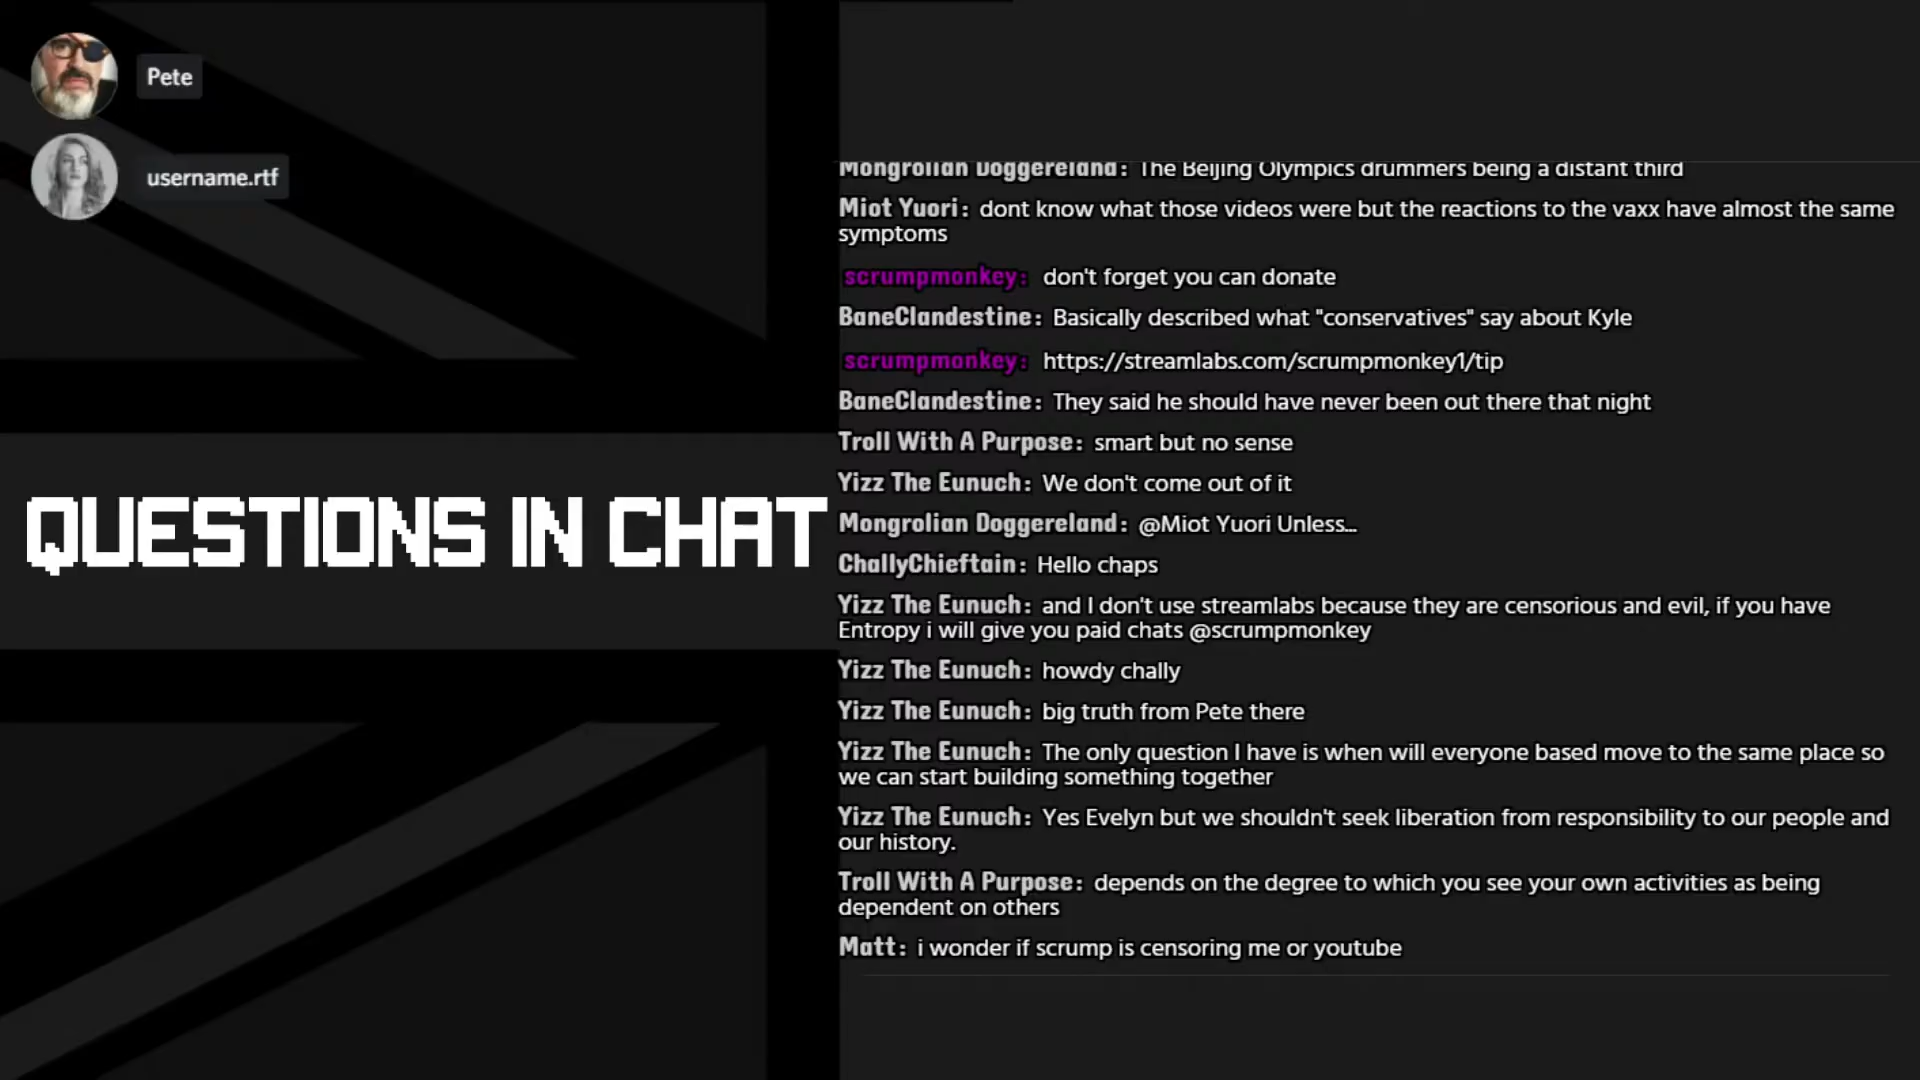 Pete
username.rtf
QUESTIONS IN CHAT
Mongrolian Doggereland: The Beijing Olympics drummers being a distant third
Miot Yuori: dont know what those videos were but the reactions to the vaxx have almost the same
symptoms
scrumpmonkey: don't forget you can donate
BaneClandestine: Basically described what "conservatives" say about Kyle
scrumpmonkey: https://streamlabs.com/scrumpmonkey1/tip
BaneClandestine: They said he should have never been out there that night
Troll With A Purpose: smart but no sense
Yizz The Eunuch: We don't come out of it
Mongrolian Doggereland: @Miot Yuori Unless...
ChallyChieftain: Hello chaps
Yizz The Eunuch: and I don't use streamlabs because they are censorious and evil, if you have
Entropy i will give you paid chats @scrumpmonkey
Yizz The Eunuch: howdy chally
Yizz The Eunuch: big truth from Pete there
Yizz The Eunuch: The only question I have is when will everyone based move to the same place so
we can start building something together
Yizz The Eunuch: Yes Evelyn but we shouldn't seek liberation from responsibility to our people and
our history.
Troll With A Purpose: depends on the degree to which you see your own activities as being
dependent on others
Matt: i wonder if scrump is censoring me or youtube